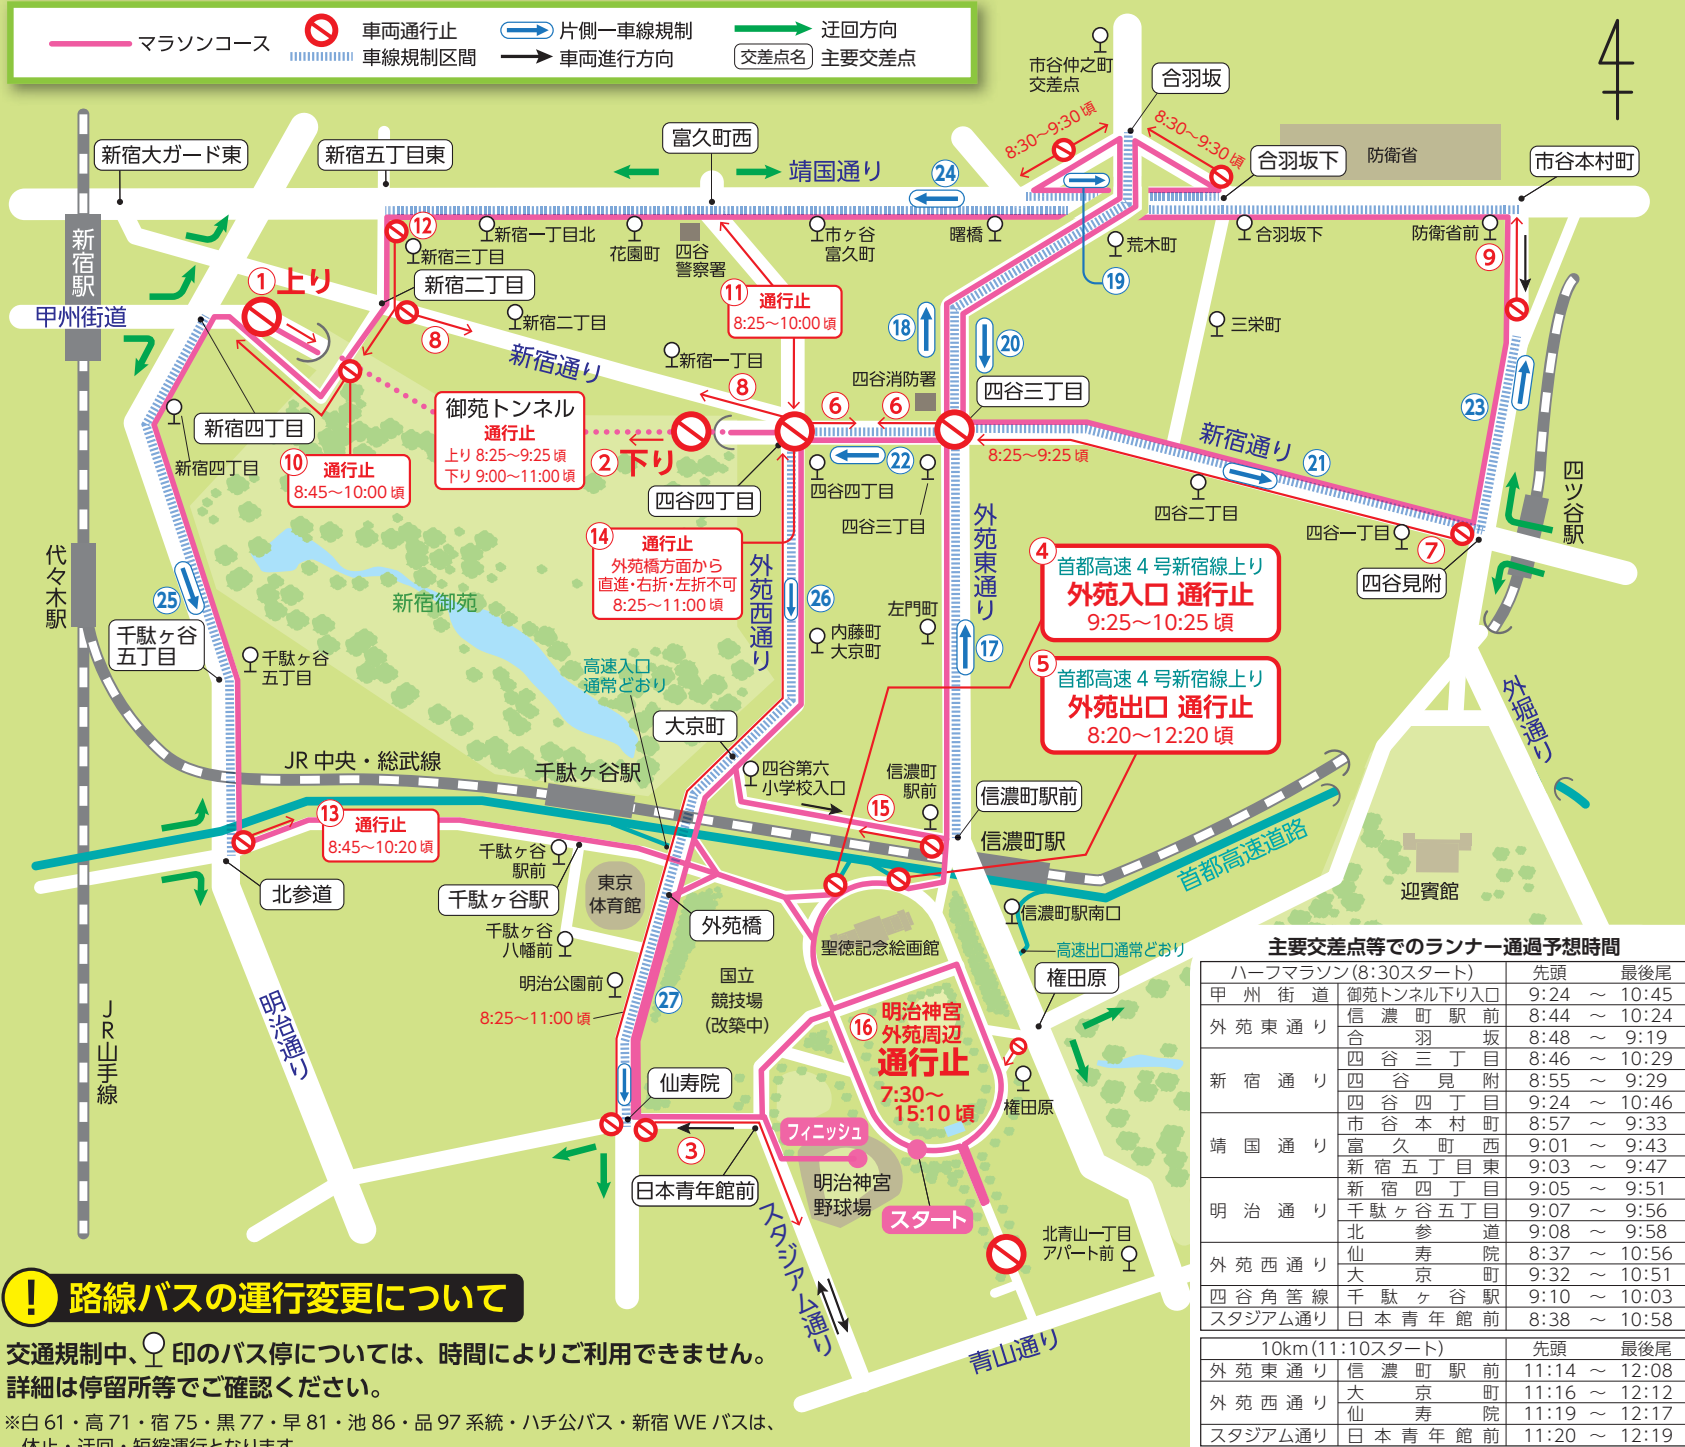 マラソンコース
車両通行止
車線規制区間
片側一車線規制
車両進行方向
迂回方向
交差点名 主要交差点
市谷仲之町
交差点
合羽坂
8:30～9:30頃
8:30～9:30頃
合羽坂下
防衛省
市谷本村町
新宿大ガード東
新宿五丁目東
富久町西
靖国通り
24
12
新宿一丁目北
花園町
四谷
警察署
市ヶ谷
富久町
曙橋
荒木町
合羽坂下
防衛省前
9
19
新宿駅
新宿三丁目
新宿二丁目
1 上り
甲州街道
8
新宿二丁目
新宿通り
新宿一丁目
8
11
通行止
8:25～10:00頃
18
20
三栄町
四谷消防署
四谷三丁目
6
6
23
新宿四丁目
新宿四丁目
10
通行止
8:45～10:00頃
御苑トンネル
通行止
上り 8:25～9:25頃
下り 9:00～11:00頃
2 下り
四谷四丁目
22
四谷四丁目
四谷三丁目
8:25～9:25頃
新宿通り
21
四谷二丁目
四谷一丁目
7
四谷見附
四ツ谷駅
代々木駅
25
千駄ヶ谷
五丁目
千駄ヶ谷
五丁目
新宿御苑
14
通行止
外苑橋方面から
直進・右折・左折不可
8:25～11:00頃
外苑西通り
26
内藤町
大京町
外苑東通り
左門町
17
4
首都高速4号新宿線上り
外苑入口 通行止
9:25～10:25頃
5
首都高速4号新宿線上り
外苑出口 通行止
8:20～12:20頃
外堀通り
高速入口
通常どおり
大京町
JR中央・総武線
千駄ヶ谷駅
四谷第六
小学校入口
信濃町
駅前
15
信濃町駅前
信濃町駅
首都高速道路
迎賓館
13
通行止
8:45～10:20頃
北参道
千駄ヶ谷
駅前
千駄ヶ谷駅
千駄ヶ谷
八幡前
東京
体育館
外苑橋
明治公園前
8:25～11:00頃
27
国立
競技場
(改築中)
聖徳記念絵画館
信濃町駅南口
高速出口通常どおり
権田原
16
明治神宮
外苑周辺
通行止
7:30～
15:10頃
権田原
明治通り
JR山手線
仙寿院
3
日本青年館前
フィニッシュ
明治神宮
野球場
スタート
スタジアム通り
北青山一丁目
アパート前
青山通り
! 路線バスの運行変更について
交通規制中、印のバス停については、時間によりご利用できません。
詳細は停留所等でご確認ください。
※白61・高71・宿75・黒77・早81・池86・品97系統・ハチ公バス・新宿WEバスは、
休止・迂回・短縮運行となります
主要交差点等でのランナー通過予想時間
ハーフマラソン(8:30スタート) 先頭 最後尾
甲州街道 御苑トンネル下り入口 9:24 ～ 10:45
外苑東通り 信濃町駅前 8:44 ～ 10:24
合羽坂 8:48 ～ 9:19
新宿通り 四谷三丁目 8:46 ～ 10:29
四谷見附 8:55 ～ 9:29
四谷四丁目 9:24 ～ 10:46
靖国通り 市谷本村町 8:57 ～ 9:33
富久町西 9:01 ～ 9:43
新宿五丁目東 9:03 ～ 9:47
明治通り 新宿四丁目 9:05 ～ 9:51
千駄ヶ谷五丁目 9:07 ～ 9:56
北参道 9:08 ～ 9:58
外苑西通り 仙寿院 8:37 ～ 10:56
大京町 9:32 ～ 10:51
四谷角筈線 千駄ヶ谷駅 9:10 ～ 10:03
スタジアム通り 日本青年館前 8:38 ～ 10:58
10km(11:10スタート) 先頭 最後尾
外苑東通り 信濃町駅前 11:14 ～ 12:08
外苑西通り 大京町 11:16 ～ 12:12
仙寿院 11:19 ～ 12:17
スタジアム通り 日本青年館前 11:20 ～ 12:19